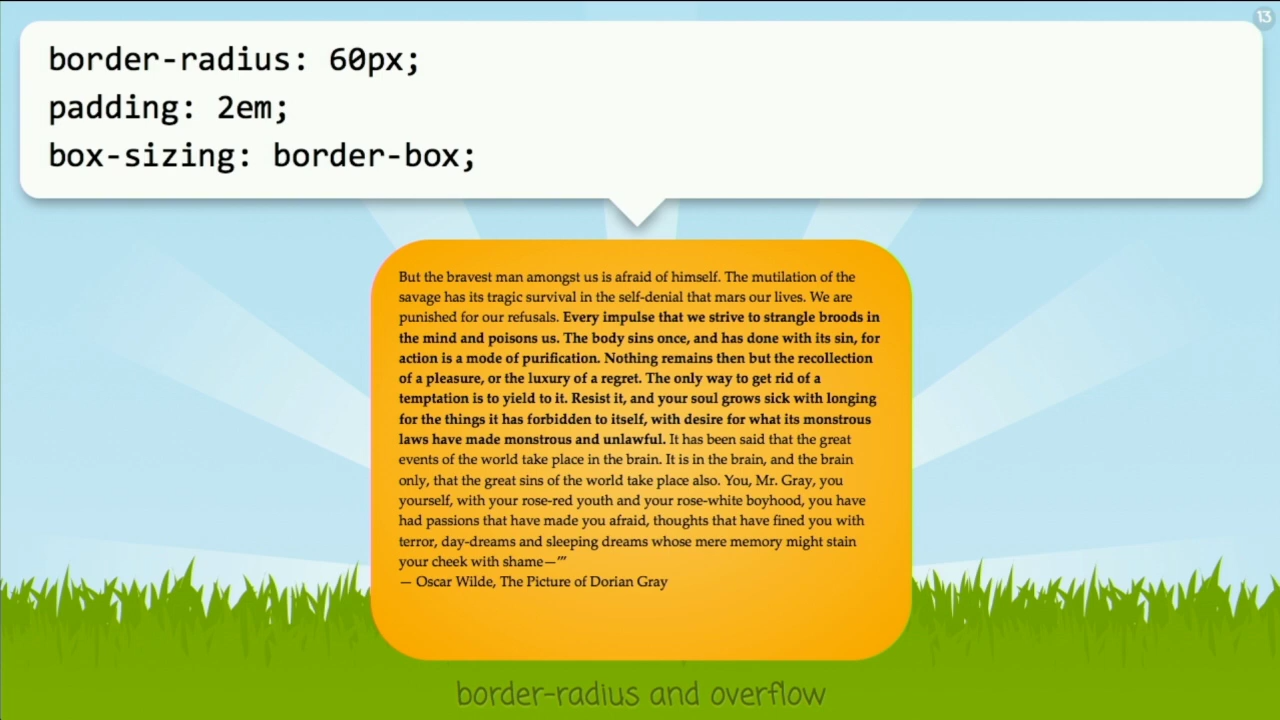 13
border-radius: 60px;
padding: 2em;
box-sizing: border-box;
But the bravest man amongst us is afraid of himself. The mutilation of the
savage has its tragic survival in the self-denial that mars our lives. We are
punished for our refusals. Every impulse that we strive to strangle broods in
the mind and poisons us. The body sins once, and has done with its sin, for
action is a mode of purification. Nothing remains then but the recollection
of a pleasure, or the luxury of a regret. The only way to get rid of a
temptation is to yield to it. Resist it, and your soul grows sick with longing
for the things it has forbidden to itself, with desire for what its monstrous
laws have made monstrous and unlawful. It has been said that the great
events of the world take place in the brain. It is in the brain, and the brain
only, that the great sins of the world take place also. You, Mr. Gray, you
yourself, with your rose-red youth and your rose-white boyhood, you have
had passions that have made you afraid, thoughts that have fined you with
terror, day-dreams and sleeping dreams whose mere memory might stain
your cheek with shame—’”
— Oscar Wilde, The Picture of Dorian Gray
border-radius and overflow